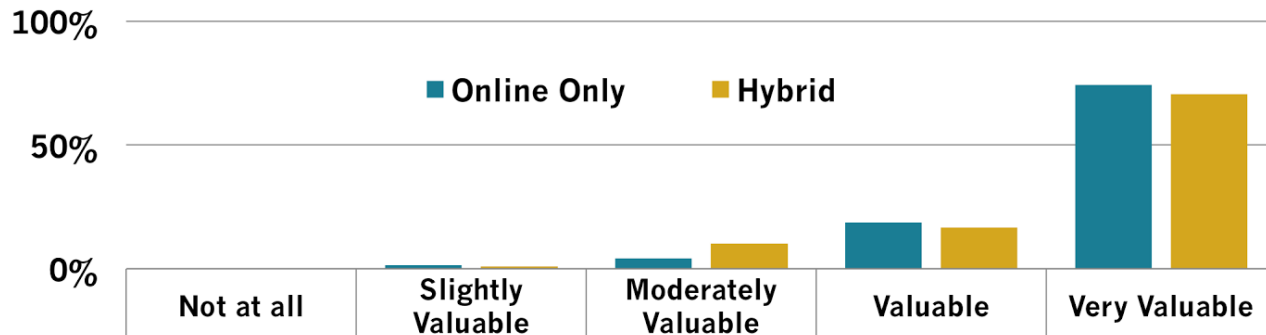 100%
Online Only
Hybrid
50%
0%
Not at all
Slightly
Valuable
Moderately
Valuable
Valuable
Very Valuable